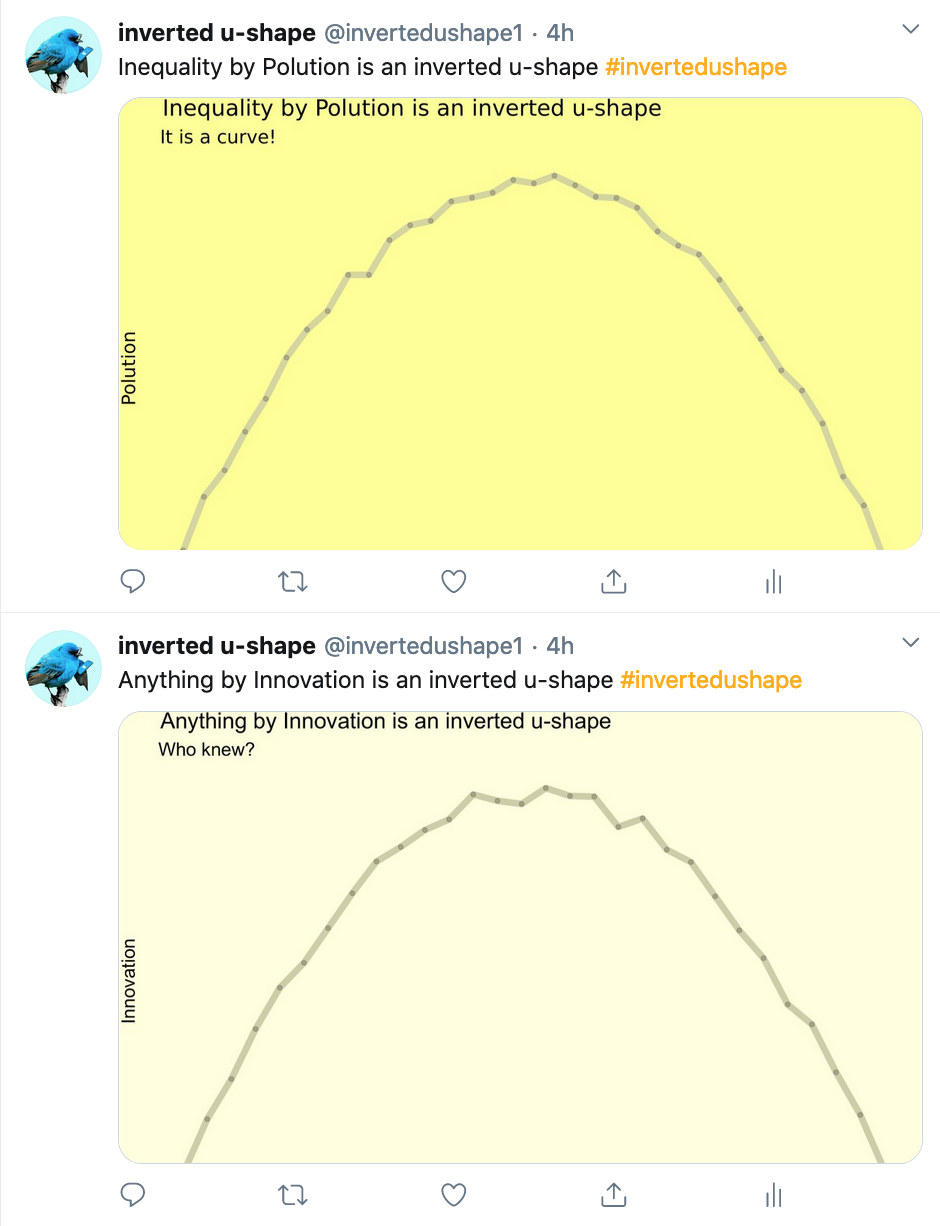 inverted u-shape @invertedushape1 · 4h
Inequality by Polution is an inverted u-shape #invertedushape
Inequality by Polution is an inverted u-shape
It is a curve!
Polution
inverted u-shape @invertedushape1 · 4h
Anything by Innovation is an inverted u-shape #invertedushape
Anything by Innovation is an inverted u-shape
Who knew?
Innovation